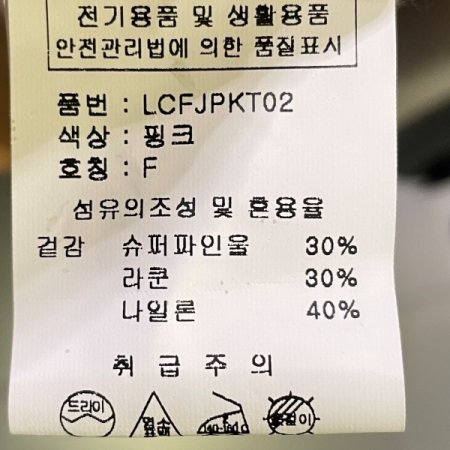 전기용품 및 생활용품
안전관리법에 의한 품질표시
품번 : LCFJPKT02
색상 : 핑크
호칭 : F
섬유의조성 및 혼용율
겉감 슈퍼파인울 30%
라쿤 30%
나일론 40%
취 급 주 의
드라이 염소